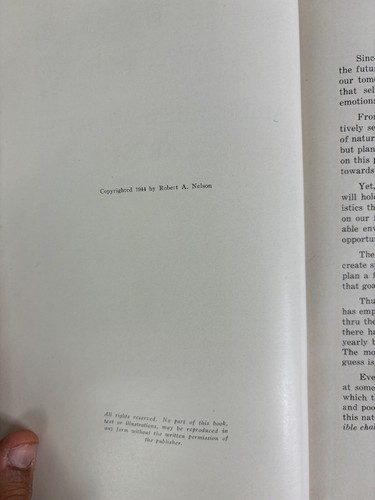 Copyrighted 1944 by Robert A. Nelson
All rights reserved. No part of this book,
text or illustrations, may be reproduced in
any form without the written permission of
the publisher.
Sinc
the futu
our tom
that sel
emotions
From
tively se
of natur
but plan
on this p
towards
Yet,
will hol
istics th
on our
able env
opportu
The
create s
plan a f
that goa
Thu
has emp
thru the
there ha
yearly b
The mo
guess is
Eve
at some
which t
and poo
this nat
ible chai